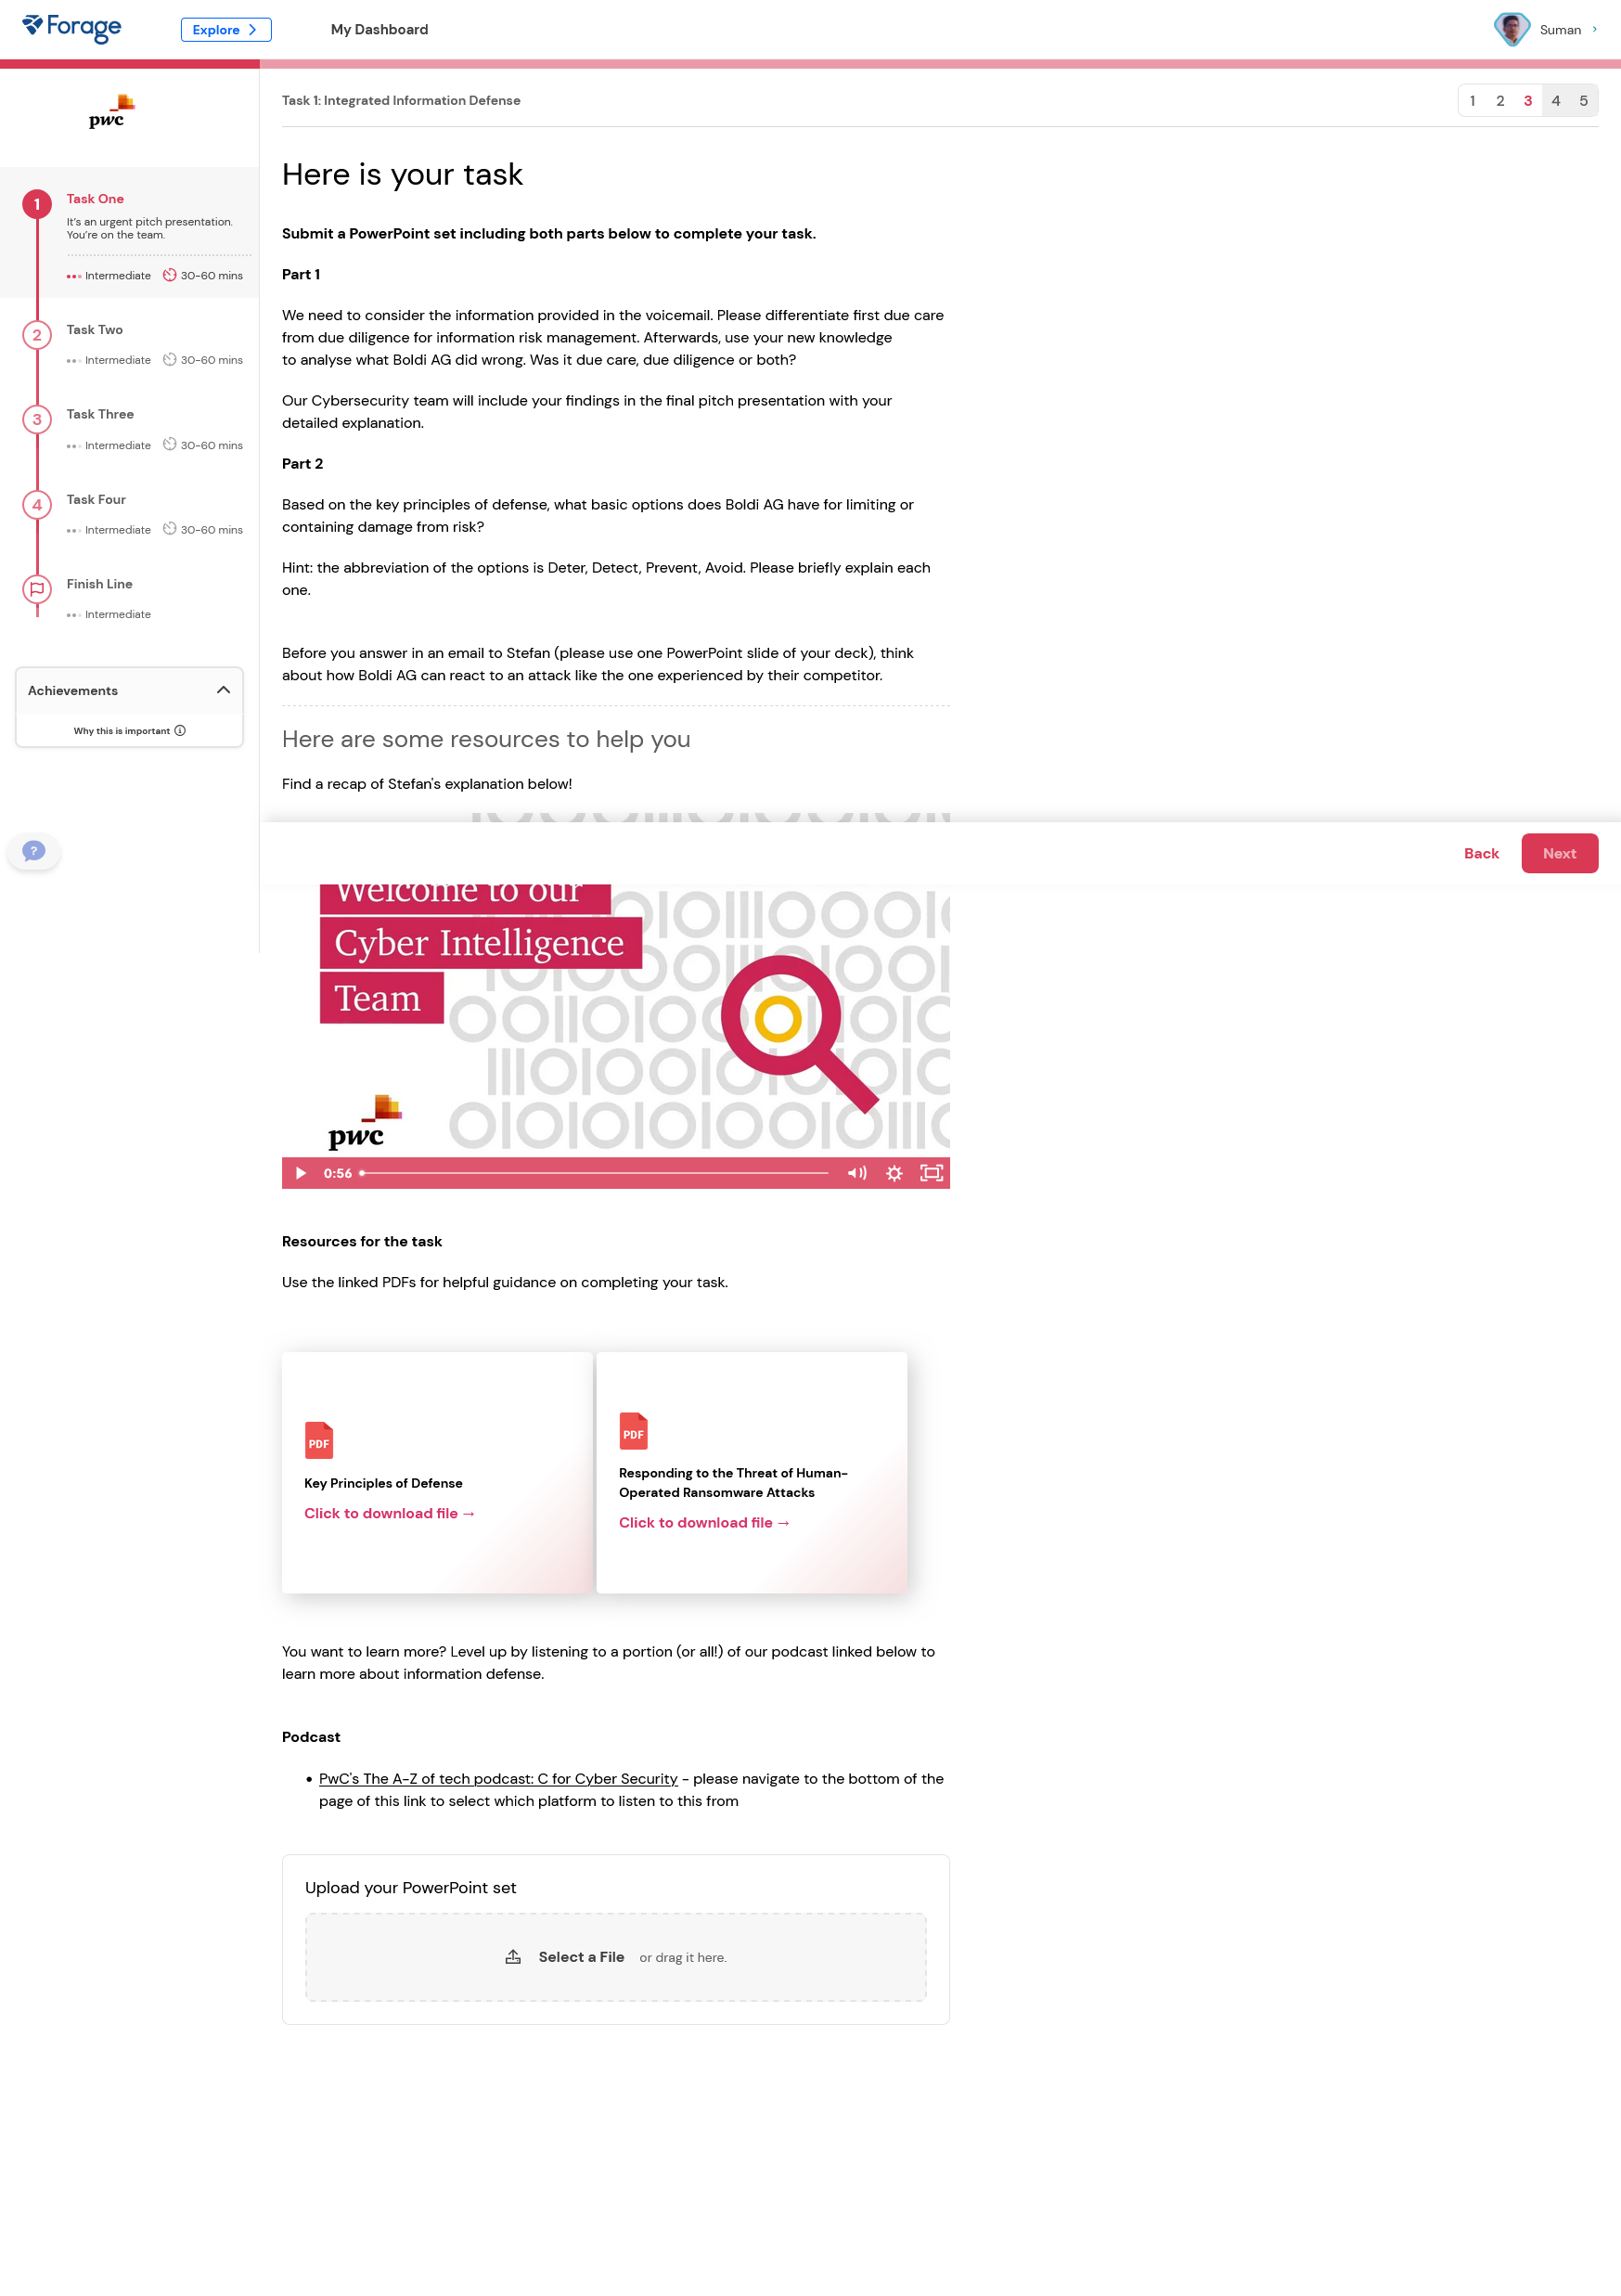 Forage
Explore
My Dashboard
Suman
pwc
Task 1: Integrated Information Defense
1 2 3 4 5
1
Task One
It's an urgent pitch presentation.
You're on the team.
Intermediate 30-60 mins
2
Task Two
Intermediate 30-60 mins
3
Task Three
Intermediate 30-60 mins
4
Task Four
Intermediate 30-60 mins
Finish Line
Intermediate
Achievements
Why this is important
?
Here is your task
Submit a PowerPoint set including both parts below to complete your task.
Part 1
We need to consider the information provided in the voicemail. Please differentiate first due care
from due diligence for information risk management. Afterwards, use your new knowledge
to analyse what Boldi AG did wrong. Was it due care, due diligence or both?
Our Cybersecurity team will include your findings in the final pitch presentation with your
detailed explanation.
Part 2
Based on the key principles of defense, what basic options does Boldi AG have for limiting or
containing damage from risk?
Hint: the abbreviation of the options is Deter, Detect, Prevent, Avoid. Please briefly explain each
one.
Before you answer in an email to Stefan (please use one PowerPoint slide of your deck), think
about how Boldi AG can react to an attack like the one experienced by their competitor.
Here are some resources to help you
Find a recap of Stefan's explanation below!
Back
Next
Welcome to our
Cyber Intelligence
Team
pwc
0:56
Resources for the task
Use the linked PDFs for helpful guidance on completing your task.
PDF
Key Principles of Defense
Click to download file →
PDF
Responding to the Threat of Human-
Operated Ransomware Attacks
Click to download file →
You want to learn more? Level up by listening to a portion (or all!) of our podcast linked below to
learn more about information defense.
Podcast
• PwC's The A-Z of tech podcast: C for Cyber Security - please navigate to the bottom of the
page of this link to select which platform to listen to this from
Upload your PowerPoint set
Select a File or drag it here.